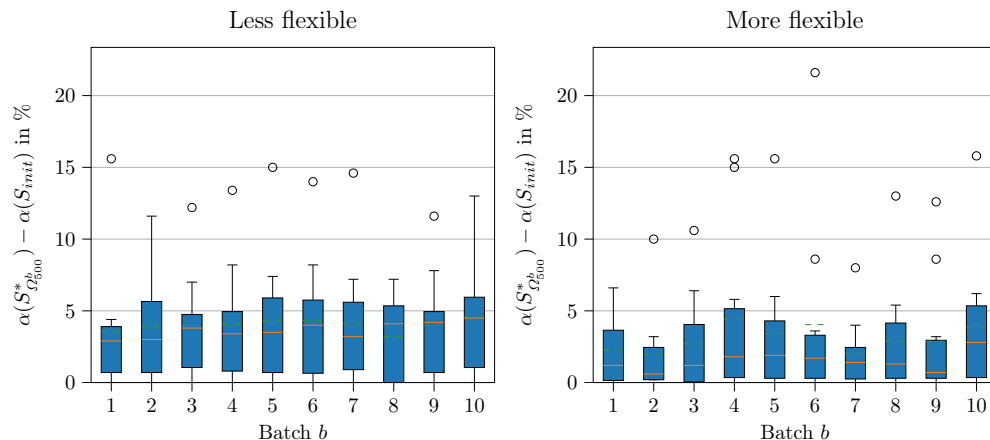 Less flexible
20
15
10
5
0
1 2 3 4 5 6 7 8 9 10
Batch b
α(S*_{Ω^b_{500}}) − α(S_{init}) in %
More flexible
20
15
10
5
0
1 2 3 4 5 6 7 8 9 10
Batch b
α(S*_{Ω^b_{500}}) − α(S_{init}) in %